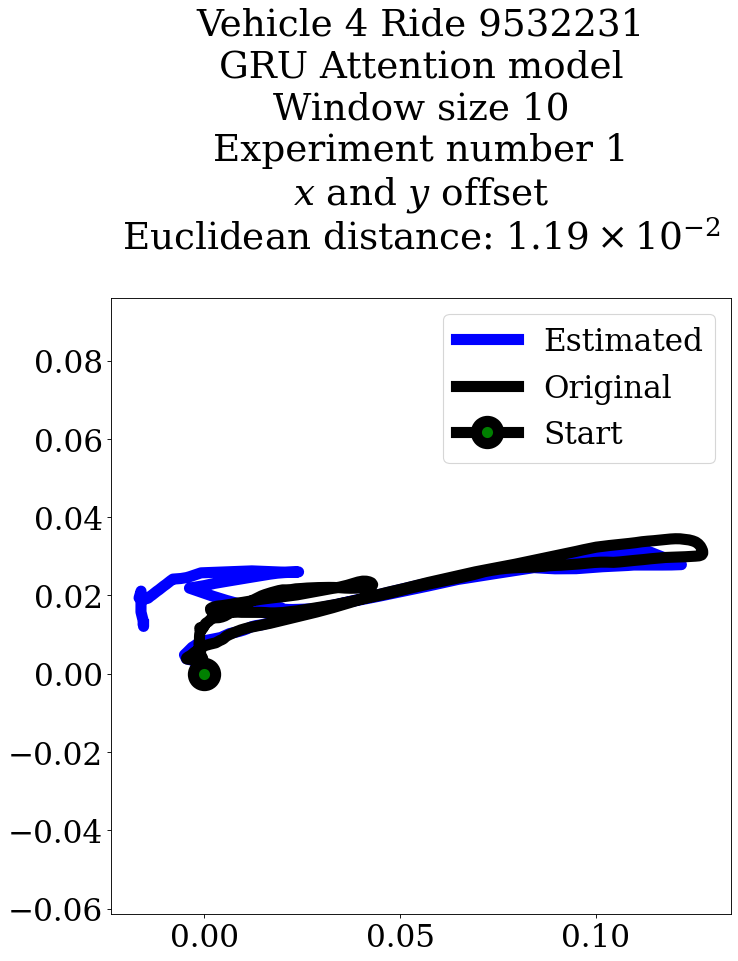 Vehicle 4 Ride 9532231
GRU Attention model
Window size 10
Experiment number 1
x and y offset
Euclidean distance: 1.19 × 10⁻²
Estimated
Original
Start
0.08
0.06
0.04
0.02
0.00
−0.02
−0.04
−0.06
0.00 0.05 0.10